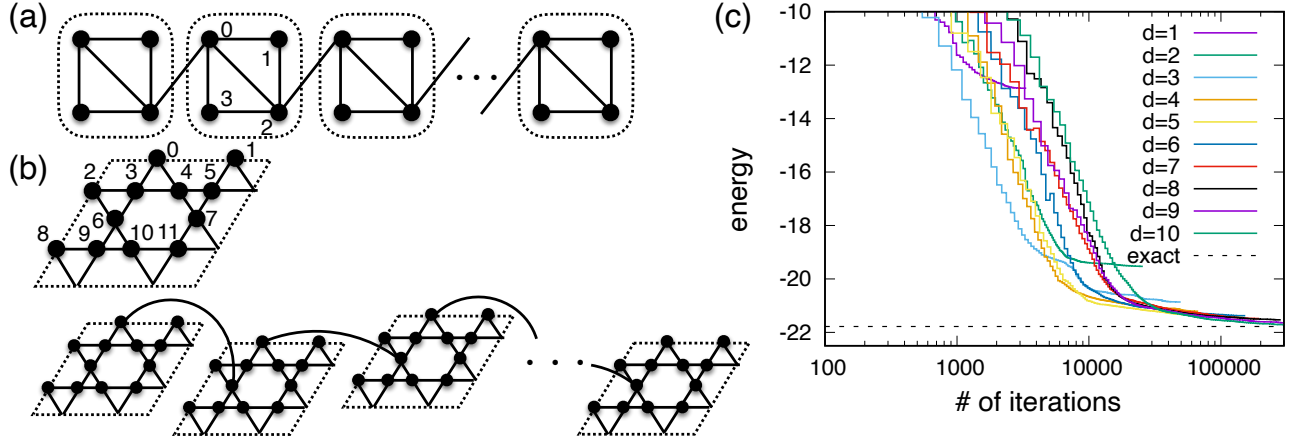 (a)
0
1
3
2
...
(b)
0 1
2 3 4 5
6 7
8 9 10 11
. . .
(c)
-10
-12
-14
-16
-18
-20
-22
energy
100 1000 10000 100000
# of iterations
d=1
d=2
d=3
d=4
d=5
d=6
d=7
d=8
d=9
d=10
exact